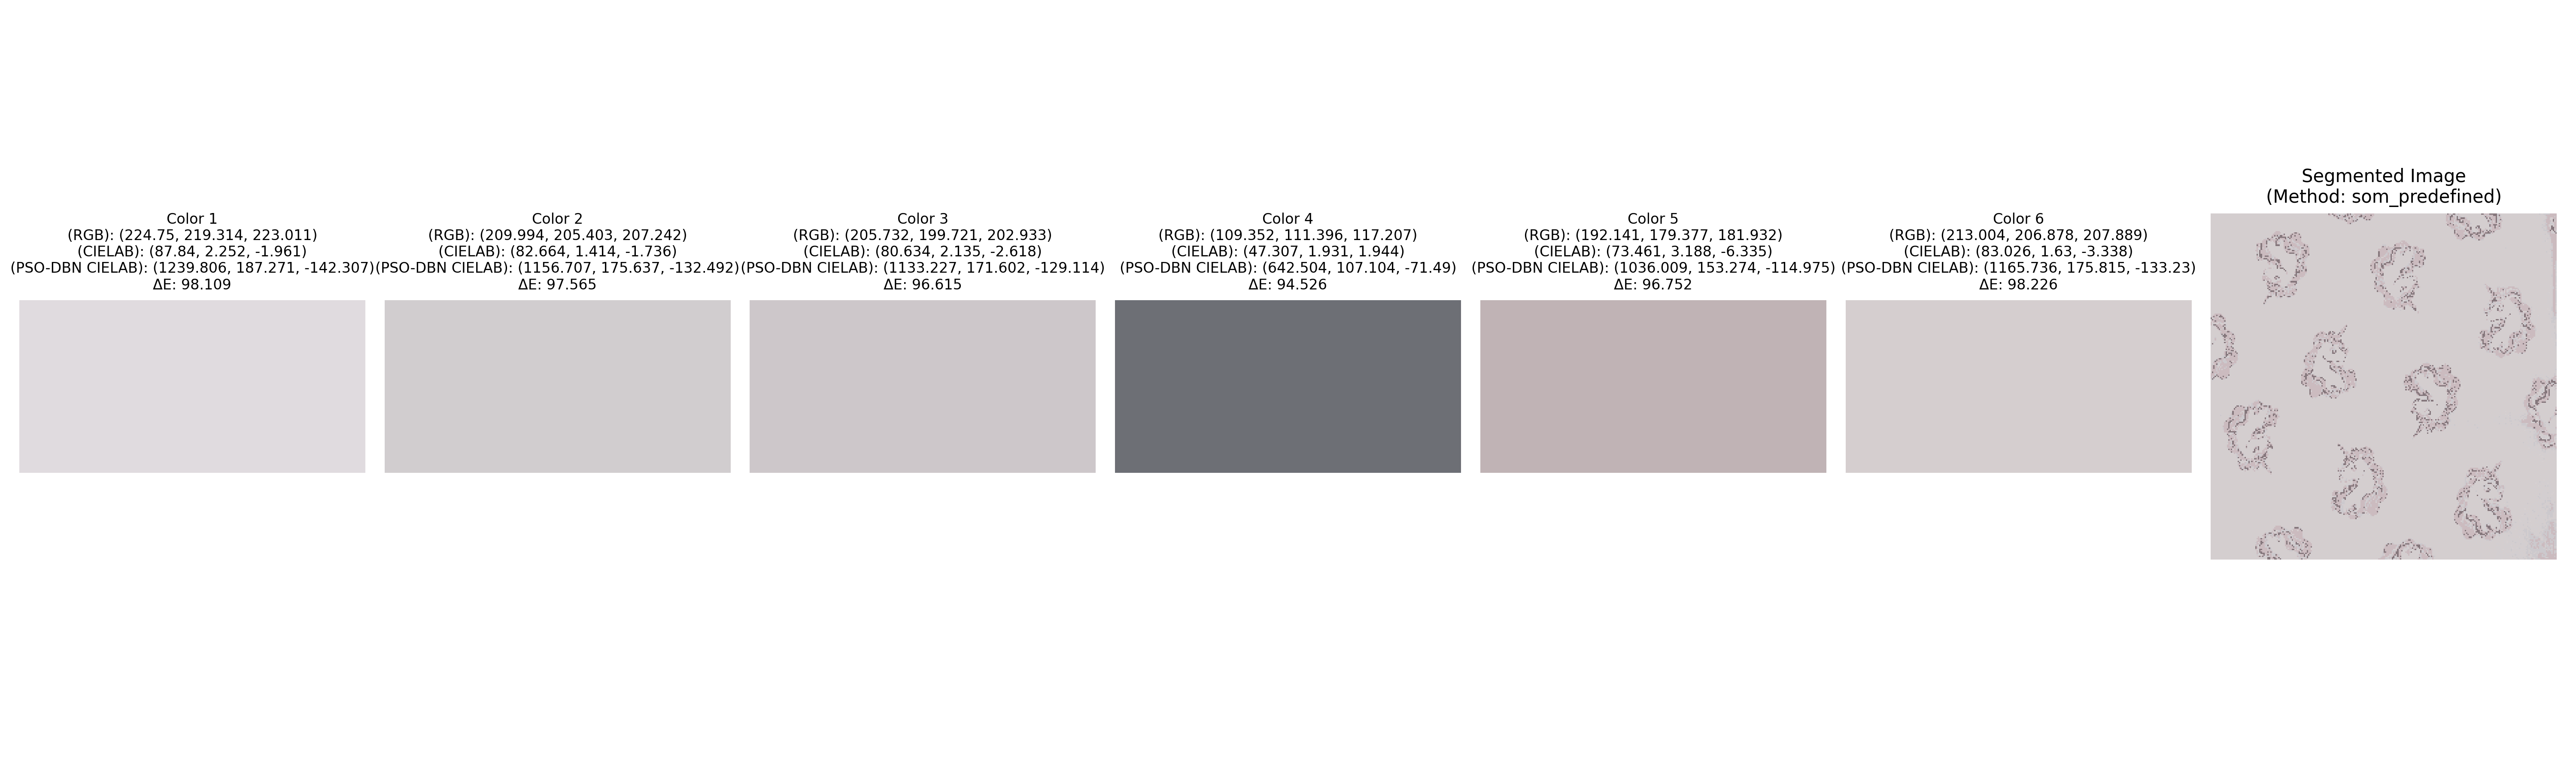 Color 1
(RGB): (224.75, 219.314, 223.011)
(CIELAB): (87.84, 2.252, -1.961)
(PSO-DBN CIELAB): (1239.806, 187.271, -142.307)
ΔE: 98.109
Color 2
(RGB): (209.994, 205.403, 207.242)
(CIELAB): (82.664, 1.414, -1.736)
(PSO-DBN CIELAB): (1156.707, 175.637, -132.492)
ΔE: 97.565
Color 3
(RGB): (205.732, 199.721, 202.933)
(CIELAB): (80.634, 2.135, -2.618)
(PSO-DBN CIELAB): (1133.227, 171.602, -129.114)
ΔE: 96.615
Color 4
(RGB): (109.352, 111.396, 117.207)
(CIELAB): (47.307, 1.931, 1.944)
(PSO-DBN CIELAB): (642.504, 107.104, -71.49)
ΔE: 94.526
Color 5
(RGB): (192.141, 179.377, 181.932)
(CIELAB): (73.461, 3.188, -6.335)
(PSO-DBN CIELAB): (1036.009, 153.274, -114.975)
ΔE: 96.752
Color 6
(RGB): (213.004, 206.878, 207.889)
(CIELAB): (83.026, 1.63, -3.338)
(PSO-DBN CIELAB): (1165.736, 175.815, -133.23)
ΔE: 98.226
Segmented Image
(Method: som_predefined)